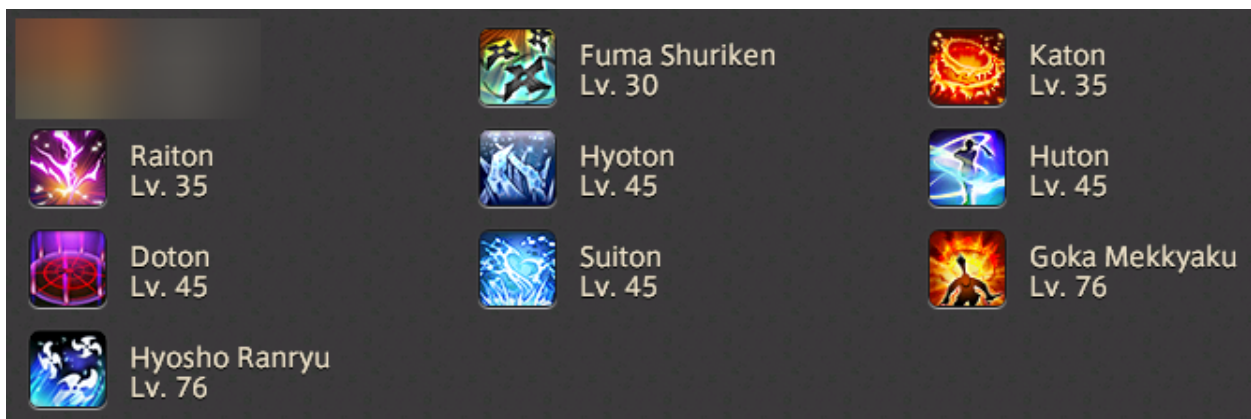 Fuma Shuriken
Lv. 30
Katon
Lv. 35
Raiton
Lv. 35
Hyoton
Lv. 45
Huton
Lv. 45
Doton
Lv. 45
Suiton
Lv. 45
Goka Mekkyaku
Lv. 76
Hyosho Ranryu
Lv. 76